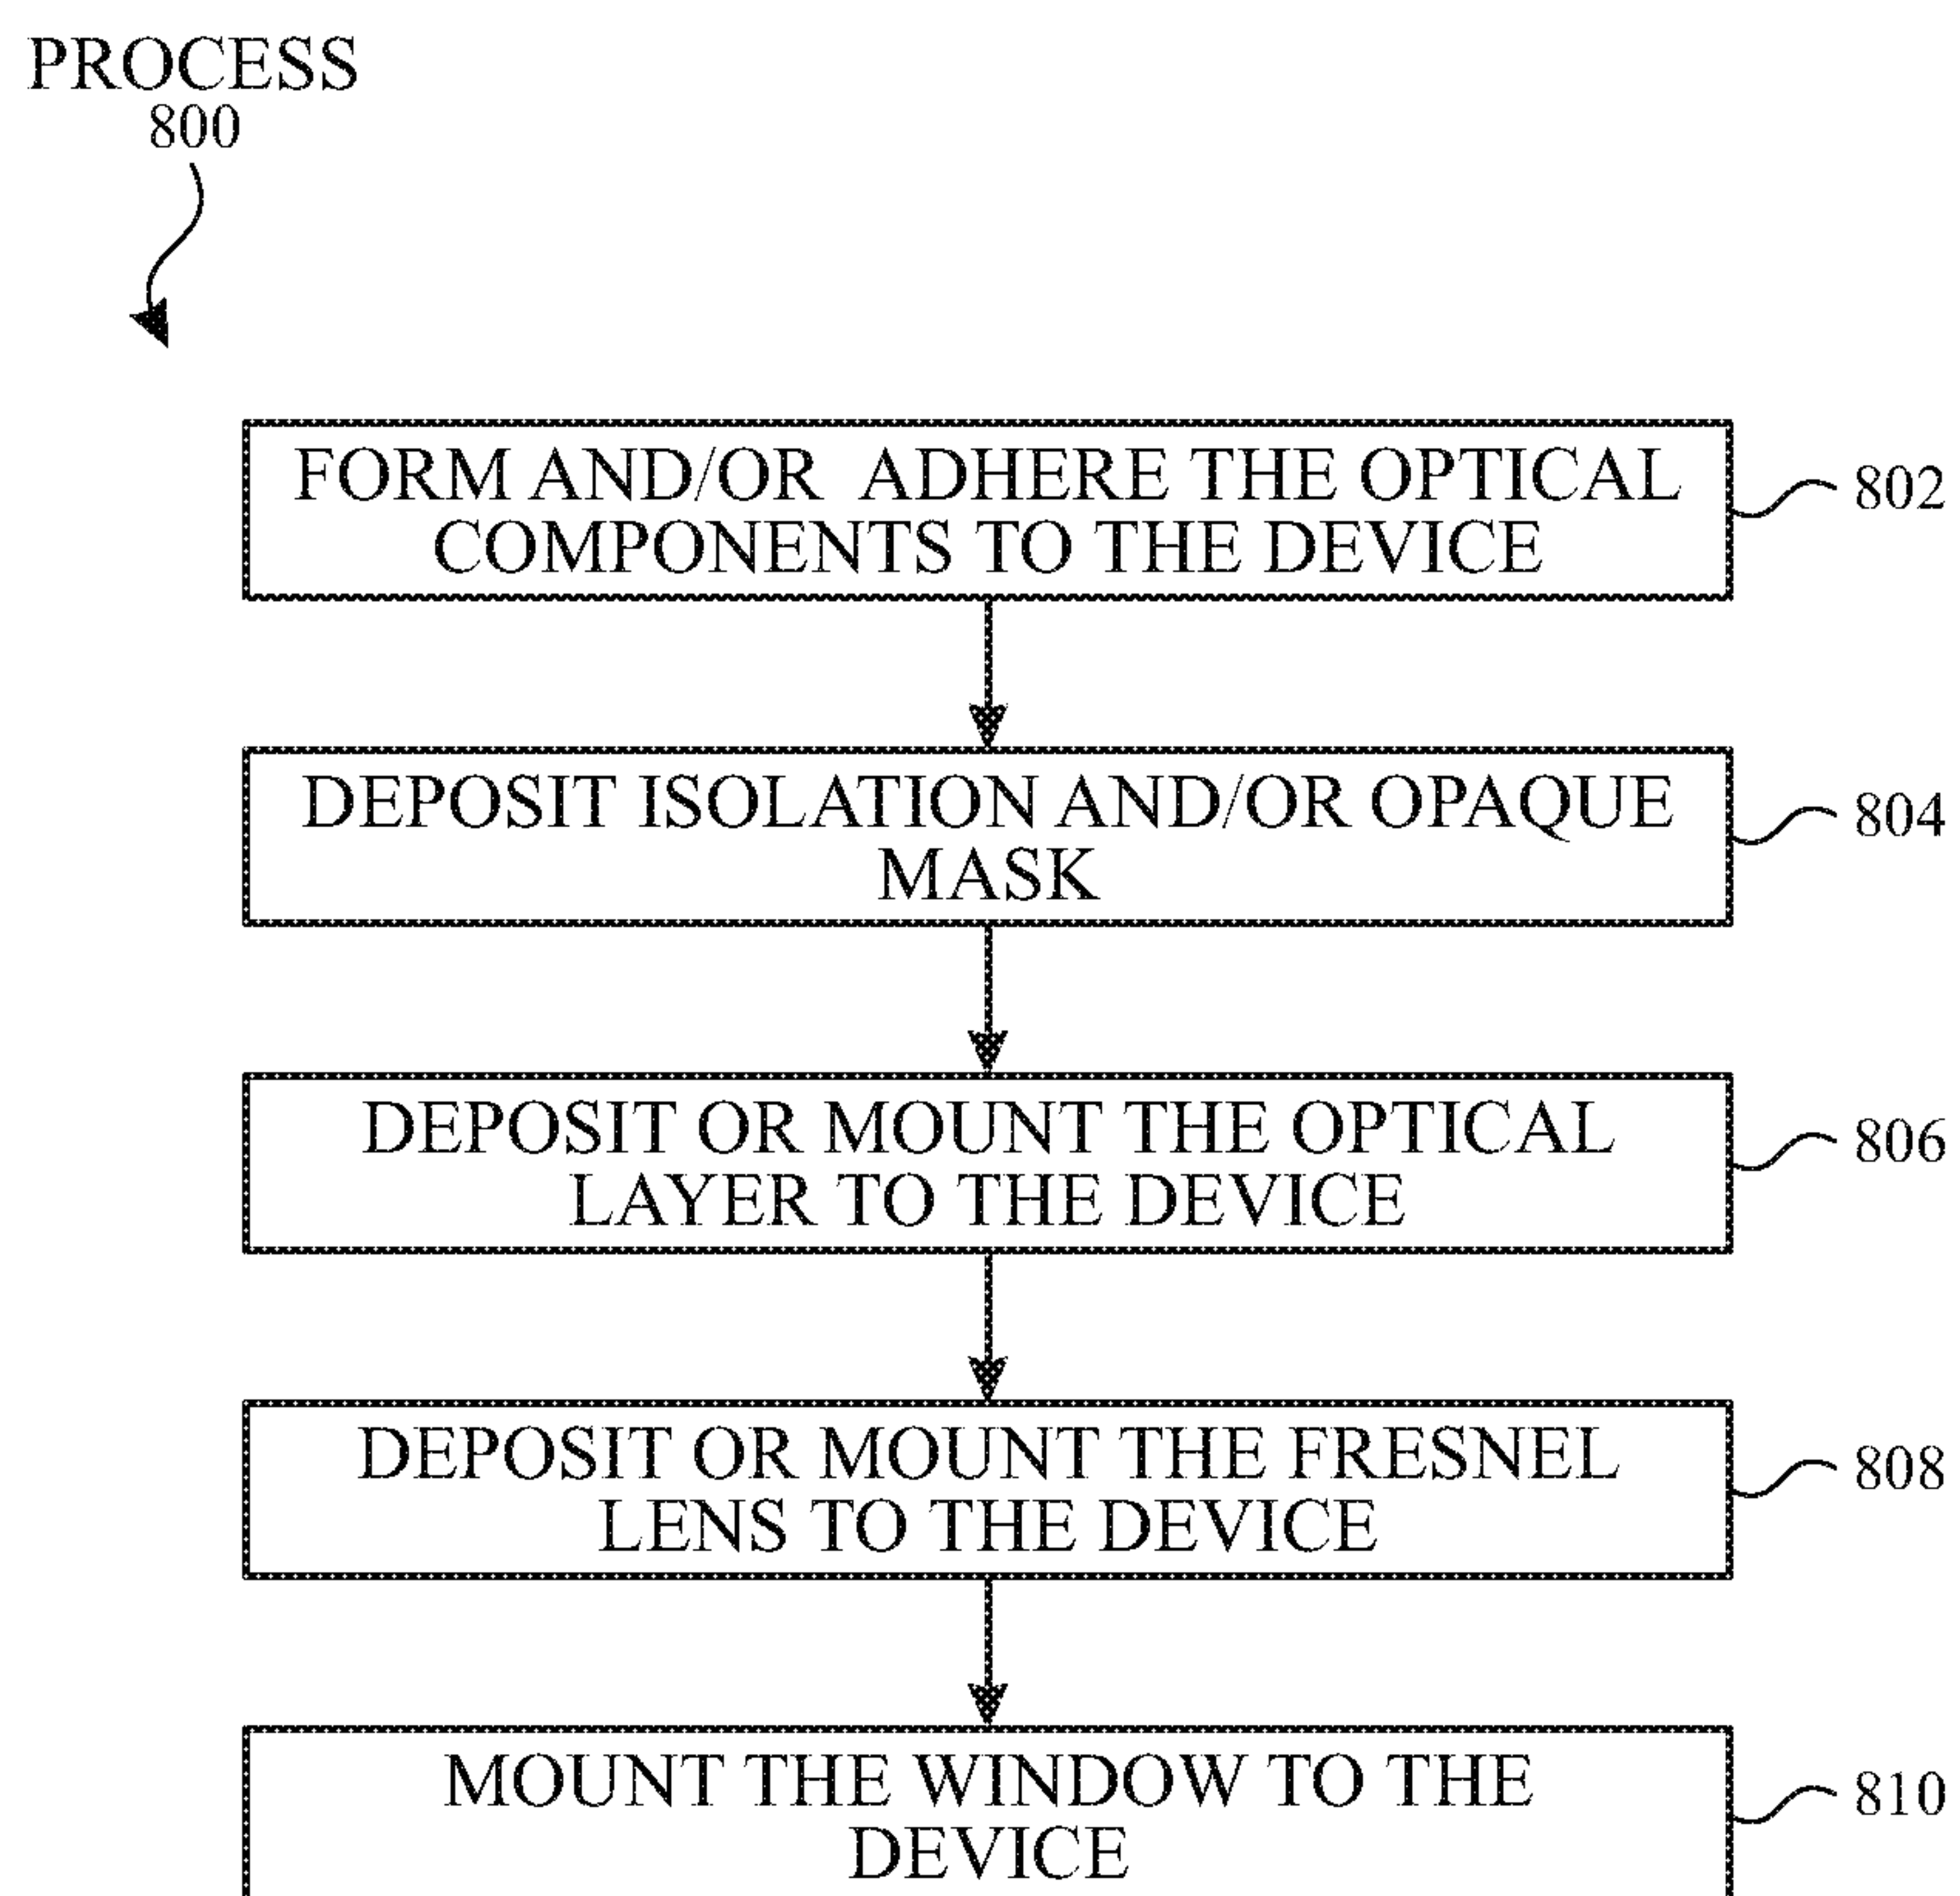 PROCESS
800
FORM AND/OR ADHERE THE OPTICAL
COMPONENTS TO THE DEVICE
802
DEPOSIT ISOLATION AND/OR OPAQUE
MASK
804
DEPOSIT OR MOUNT THE OPTICAL
LAYER TO THE DEVICE
806
DEPOSIT OR MOUNT THE FRESNEL
LENS TO THE DEVICE
808
MOUNT THE WINDOW TO THE
DEVICE
810